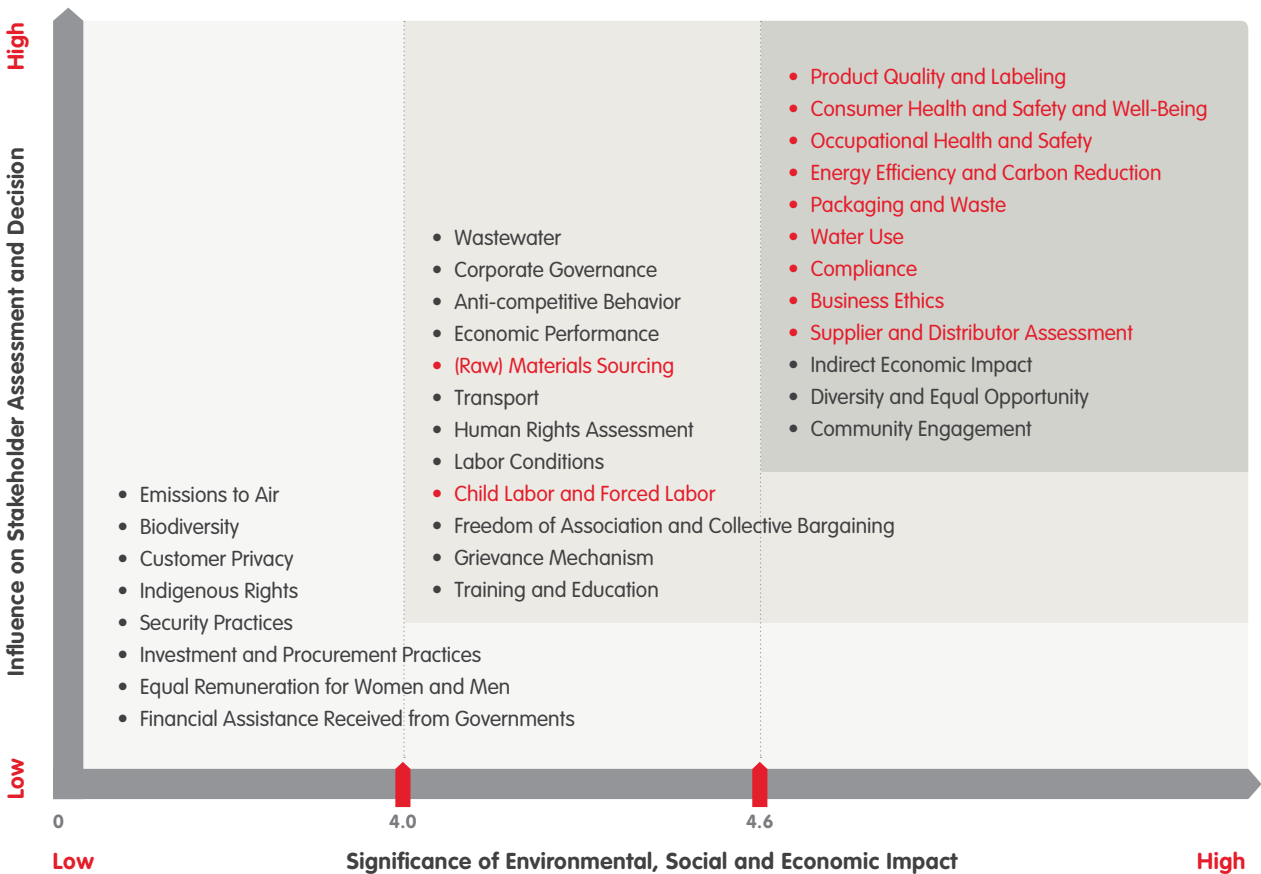 High
Influence on Stakeholder Assessment and Decision
Low
• Product Quality and Labeling
• Consumer Health and Safety and Well-Being
• Occupational Health and Safety
• Energy Efficiency and Carbon Reduction
• Packaging and Waste
• Water Use
• Compliance
• Business Ethics
• Supplier and Distributor Assessment
• Indirect Economic Impact
• Diversity and Equal Opportunity
• Community Engagement
• Wastewater
• Corporate Governance
• Anti-competitive Behavior
• Economic Performance
• (Raw) Materials Sourcing
• Transport
• Human Rights Assessment
• Labor Conditions
• Child Labor and Forced Labor
• Freedom of Association and Collective Bargaining
• Grievance Mechanism
• Training and Education
• Emissions to Air
• Biodiversity
• Customer Privacy
• Indigenous Rights
• Security Practices
• Investment and Procurement Practices
• Equal Remuneration for Women and Men
• Financial Assistance Received from Governments
0 4.0 4.6
Low Significance of Environmental, Social and Economic Impact High